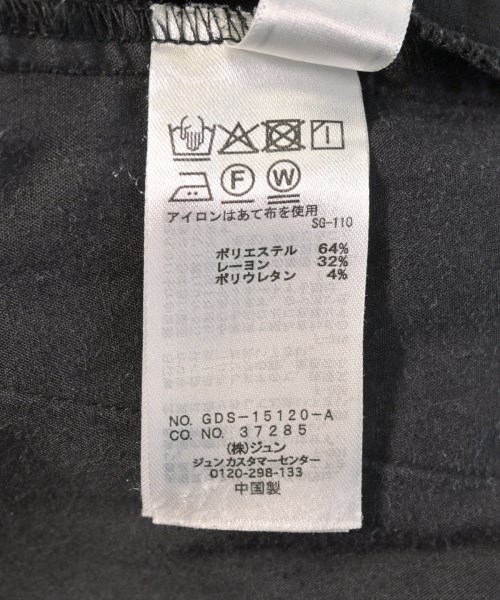 F W
アイロンはあて布を使用
SG-110
ポリエステル 64%
レーヨン 32%
ポリウレタン 4%
NO. GDS-15120-A
CO. NO. 37285
(株)ジュン
ジュンカスタマーセンター
0120-298-133
中国製